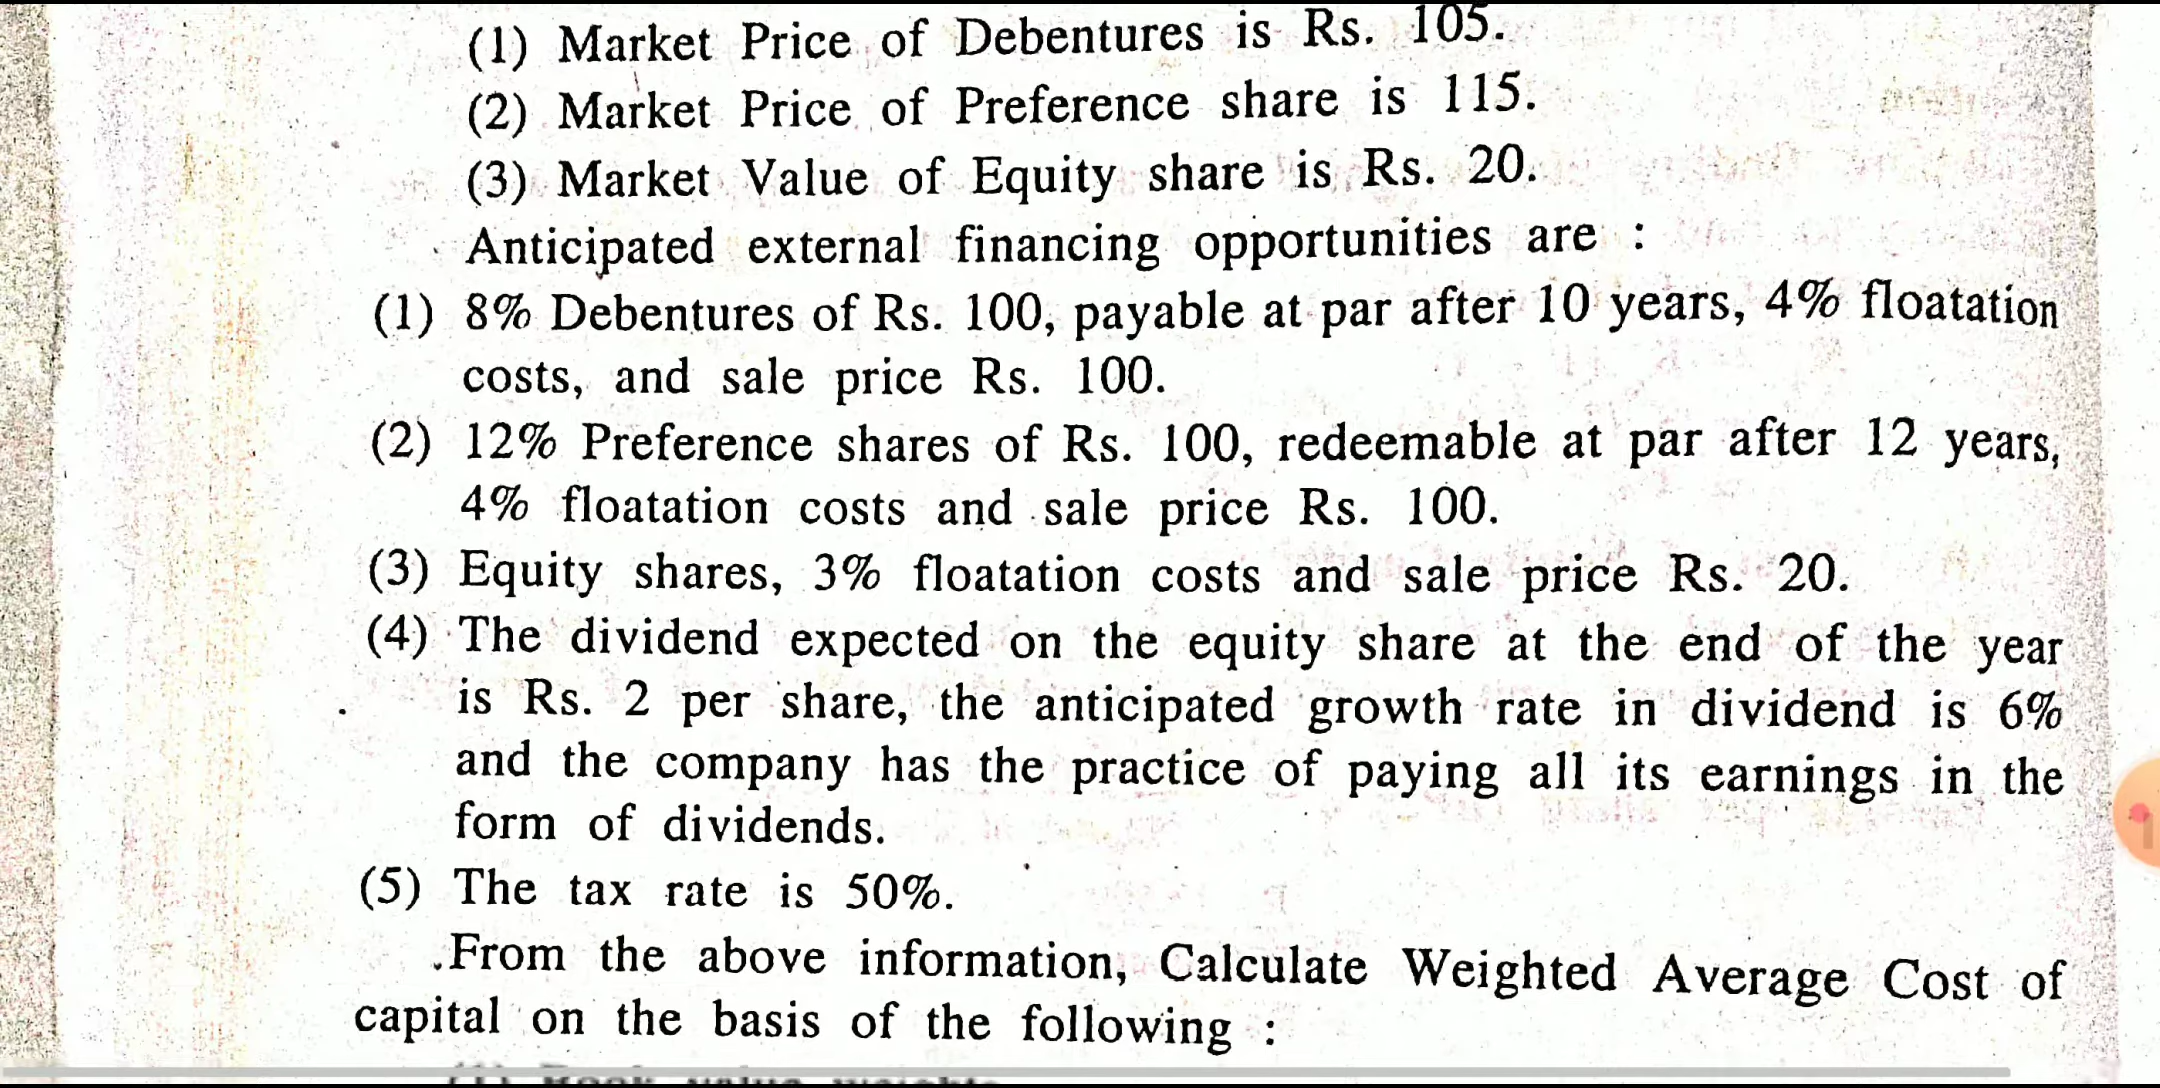 (1) Market Price of Debentures is Rs. 105.
(2) Market Price of Preference share is 115.
(3) Market Value of Equity share is Rs. 20.
Anticipated external financing opportunities are :
(1) 8% Debentures of Rs. 100, payable at par after 10 years, 4% floatation
costs, and sale price Rs. 100.
(2) 12% Preference shares of Rs. 100, redeemable at par after 12 years,
4% floatation costs and sale price Rs. 100.
(3) Equity shares, 3% floatation costs and sale price Rs. 20.
(4) The dividend expected on the equity share at the end of the year
is Rs. 2 per share, the anticipated growth rate in dividend is 6%
and the company has the practice of paying all its earnings in the
form of dividends.
(5) The tax rate is 50%.
From the above information, Calculate Weighted Average Cost of
capital on the basis of the following :